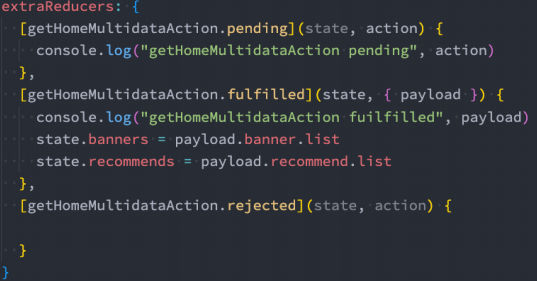 extraReducers: {
[getHomeMultidataAction.pending](state, action) {
console.log("getHomeMultidataAction pending", action)
},
[getHomeMultidataAction.fulfilled](state, { payload }) {
console.log("getHomeMultidataAction fuilfilled", payload)
state.banners = payload.banner.list
state.recommends = payload.recommend.list
},
[getHomeMultidataAction.rejected](state, action) {
}
}